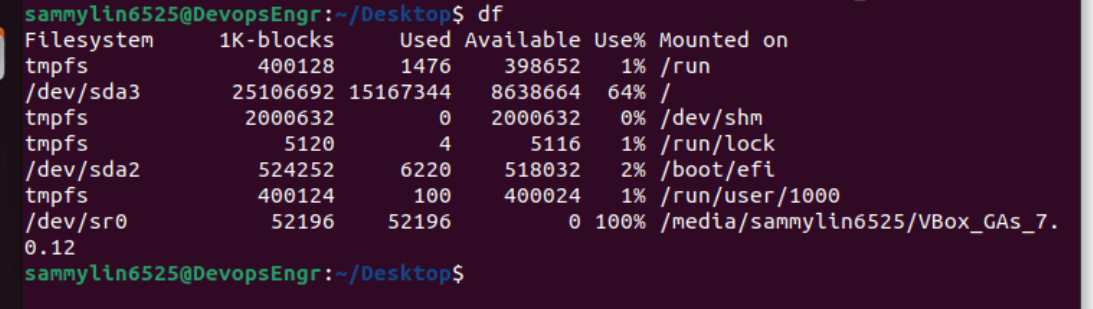 sammylin6525@DevopsEngr:~/Desktop$ df
Filesystem     1K-blocks     Used Available Use% Mounted on
tmpfs             400128     1476    398652   1% /run
/dev/sda3       25106692 15167344   8638664  64% /
tmpfs            2000632        0   2000632   0% /dev/shm
tmpfs               5120        4      5116   1% /run/lock
/dev/sda2         524252     6220    518032   2% /boot/efi
tmpfs             400124      100    400024   1% /run/user/1000
/dev/sr0           52196    52196         0 100% /media/sammylin6525/VBox_GAs_7.
0.12
sammylin6525@DevopsEngr:~/Desktop$